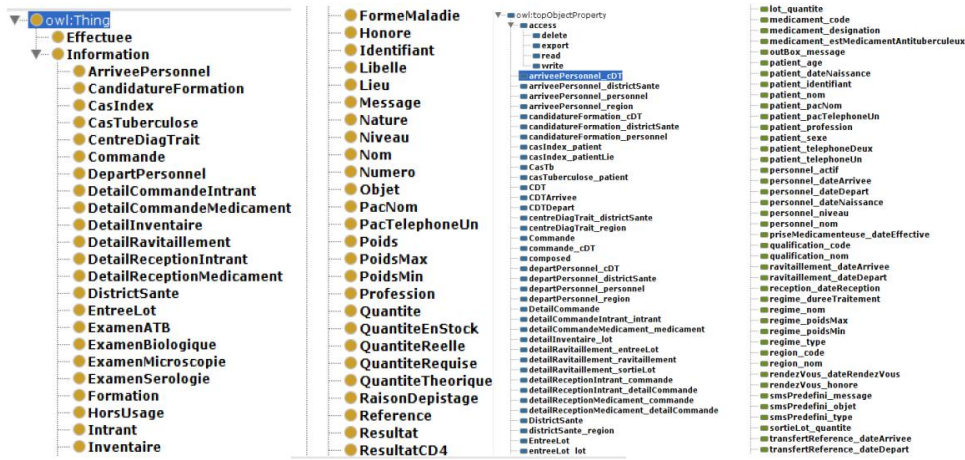 owl:Thing
Effectuee
Information
ArriveePersonnel
CandidatureFormation
CasIndex
CasTuberculose
CentreDiagTrait
Commande
DepartPersonnel
DetailCommandeIntrant
DetailCommandeMedicament
DetailInventaire
DetailRavitaillement
DetailReceptionIntrant
DetailReceptionMedicament
DistrictSante
EntreeLot
ExamenATB
ExamenBiologique
ExamenMicroscopie
ExamenSerologie
Formation
HorsUsage
Intrant
Inventaire
FormeMaladie
Honore
Identifiant
Libelle
Lieu
Message
Nature
Niveau
Nom
Numero
Objet
PacNom
PacTelephoneUn
Poids
PoidsMax
PoidsMin
Profession
Quantite
QuantiteEnStock
QuantiteReelle
QuantiteRequise
QuantiteTheorique
RaisonDepistage
Reference
Resultat
ResultatCD4
owl:topObjectProperty
access
delete
export
read
write
arriveePersonnel_cDT
arriveePersonnel_districtSante
arriveePersonnel_personnel
arriveePersonnel_region
candidatureFormation_cDT
candidatureFormation_districtSante
candidatureFormation_personnel
casIndex_patient
casIndex_patientLie
CasTb
casTuberculose_patient
CDT
CDTArrivee
CDTDepart
centreDiagTrait_districtSante
centreDiagTrait_region
Commande
commande_cDT
composed
departPersonnel_cDT
departPersonnel_districtSante
departPersonnel_personnel
departPersonnel_region
DetailCommande
detailCommandeIntrant_intrant
detailCommandeMedicament_medicament
detailInventaire_lot
detailRavitaillement_entreeLot
detailRavitaillement_ravitaillement
detailRavitaillement_sortieLot
detailReceptionIntrant_commande
detailReceptionIntrant_detailCommande
detailReceptionMedicament_commande
detailReceptionMedicament_detailCommande
DistrictSante
districtSante_region
EntreeLot
entreeLot_lot
lot_quantite
medicament_code
medicament_designation
medicament_estMedicamentAntituberculeux
outBox_message
patient_age
patient_dateNaissance
patient_identifiant
patient_nom
patient_pacNom
patient_pacTelephoneUn
patient_profession
patient_sexe
patient_telephoneDeux
patient_telephoneUn
personnel_actif
personnel_dateArrivee
personnel_dateDepart
personnel_dateNaissance
personnel_niveau
personnel_nom
priseMedicamenteuse_dateEffective
qualification_code
qualification_nom
ravitaillement_dateArrivee
ravitaillement_dateDepart
reception_dateReception
regime_dureeTraitement
regime_nom
regime_poidsMax
regime_poidsMin
regime_type
region_code
region_nom
rendezVous_dateRendezVous
rendezVous_honore
smsPredefini_message
smsPredefini_objet
smsPredefini_type
sortieLot_quantite
transfertReference_dateArrivee
transfertReference_dateDepart